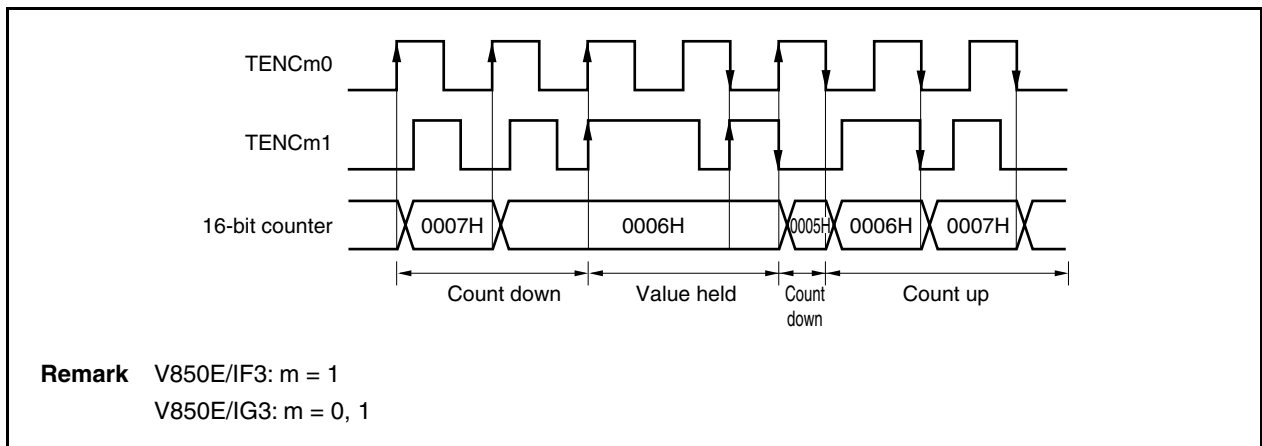 TENCm0
TENCm1
16-bit counter 0007H 0006H 0005H 0006H 0007H
Count down Value held Count down Count up
Remark V850E/IF3: m = 1
V850E/IG3: m = 0, 1